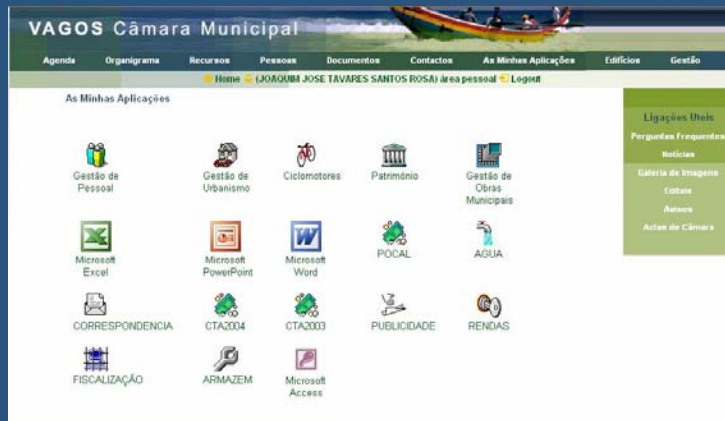 VAGOS Câmara Municipal
Agenda Organigrama Recursos Pessoas Documentos Contactos As Minhas Aplicações Edifícios Gestão
Home (JOAQUIM JOSE TAVARES SANTOS ROSA) área pessoal Logout
As Minhas Aplicações
Ligações Uteis
Perguntas Frequentes
Notícias
Galeria de Imagens
Editais
Avisos
Actas de Câmara
Gestão de
Pessoal
Gestão de
Urbanismo
Ciclomotores
Património
Gestão de
Obras
Municipais
Microsoft
Excel
Microsoft
PowerPoint
Microsoft
Word
POCAL
AGUA
CORRESPONDENCIA
CTA2004
CTA2003
PUBLICIDADE
RENDAS
FISCALIZAÇÃO
ARMAZEM
Microsoft
Access